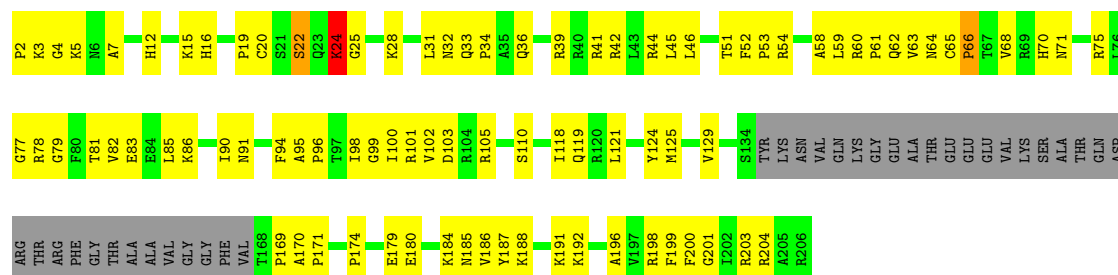 P2 K3 G4 K5 N6 A7 H12 K15 H16 P19 C20 S21 S22 Q23 K24 G25 K28 L31 N32 Q33 P34 A35 Q36 R39 R40 R41 R42 L43 R44 L45 L46 T51 F52 P53 R54 A58 L59 R60 P61 Q62 V63 N64 C65 P66 T67 V68 R69 H70 N71 R75 L76
G77 R78 G79 F80 T81 V82 E83 E84 L85 K86 I90 N91 F94 A95 P96 T97 I98 G99 I100 R101 V102 D103 R104 R105 S110 I118 Q119 R120 L121 Y124 M125 V129 S134 TYR LYS ASN VAL GLN LYS GLY GLU ALA THR GLU GLU GLU VAL LYS SER ALA THR GLN ASP
ARG THR ARG PHE GLY THR ALA ALA VAL GLY GLY PHE VAL T168 P169 A170 P171 P174 E179 E180 K184 N185 V186 Y187 K188 K191 K192 A196 V197 R198 F199 F200 G201 I202 R203 R204 A205 R206